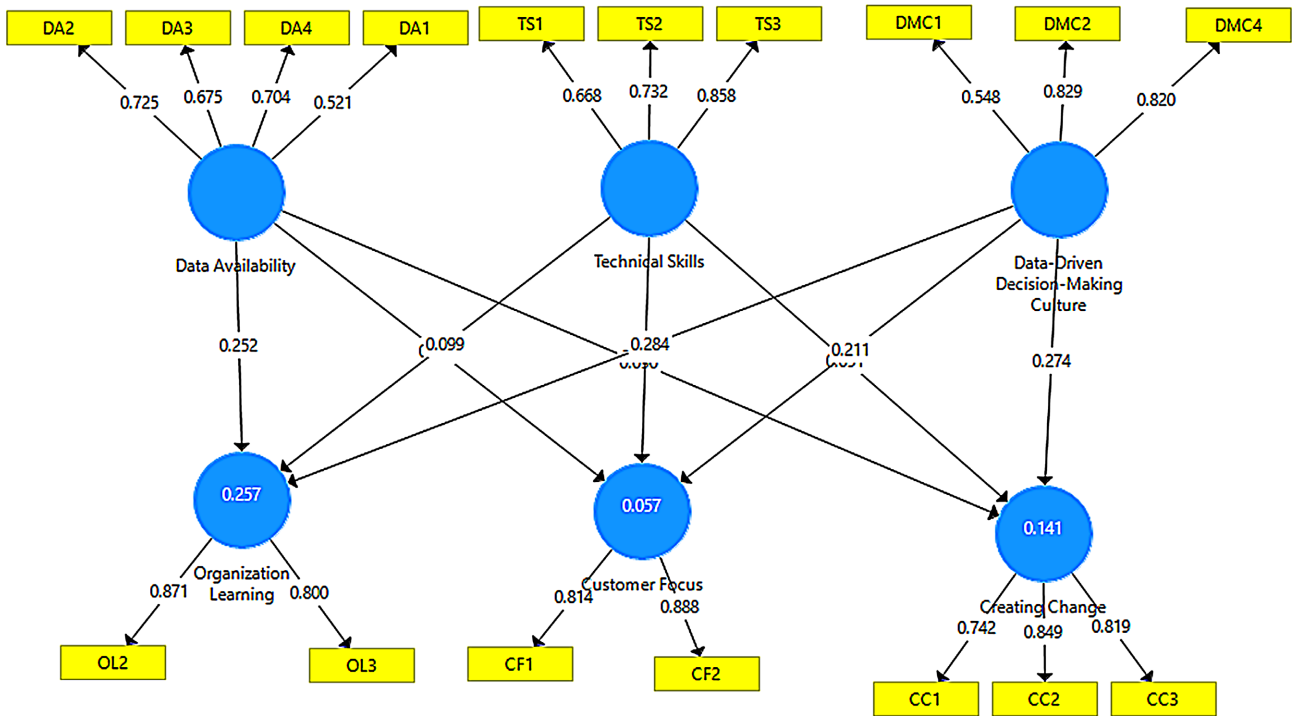 DA2
DA3
DA4
DA1
TS1
TS2
TS3
DMC1
DMC2
DMC4
0.725
0.675
0.704
0.521
0.668
0.732
0.858
0.548
0.829
0.820
Data Availability
Technical Skills
Data-Driven
Decision-Making
Culture
0.252
0.099
0.284
0.211
0.274
0.257
0.057
0.141
Organization
Learning
Customer Focus
Creating Change
0.871
0.800
0.814
0.888
0.742
0.849
0.819
OL2
OL3
CF1
CF2
CC1
CC2
CC3